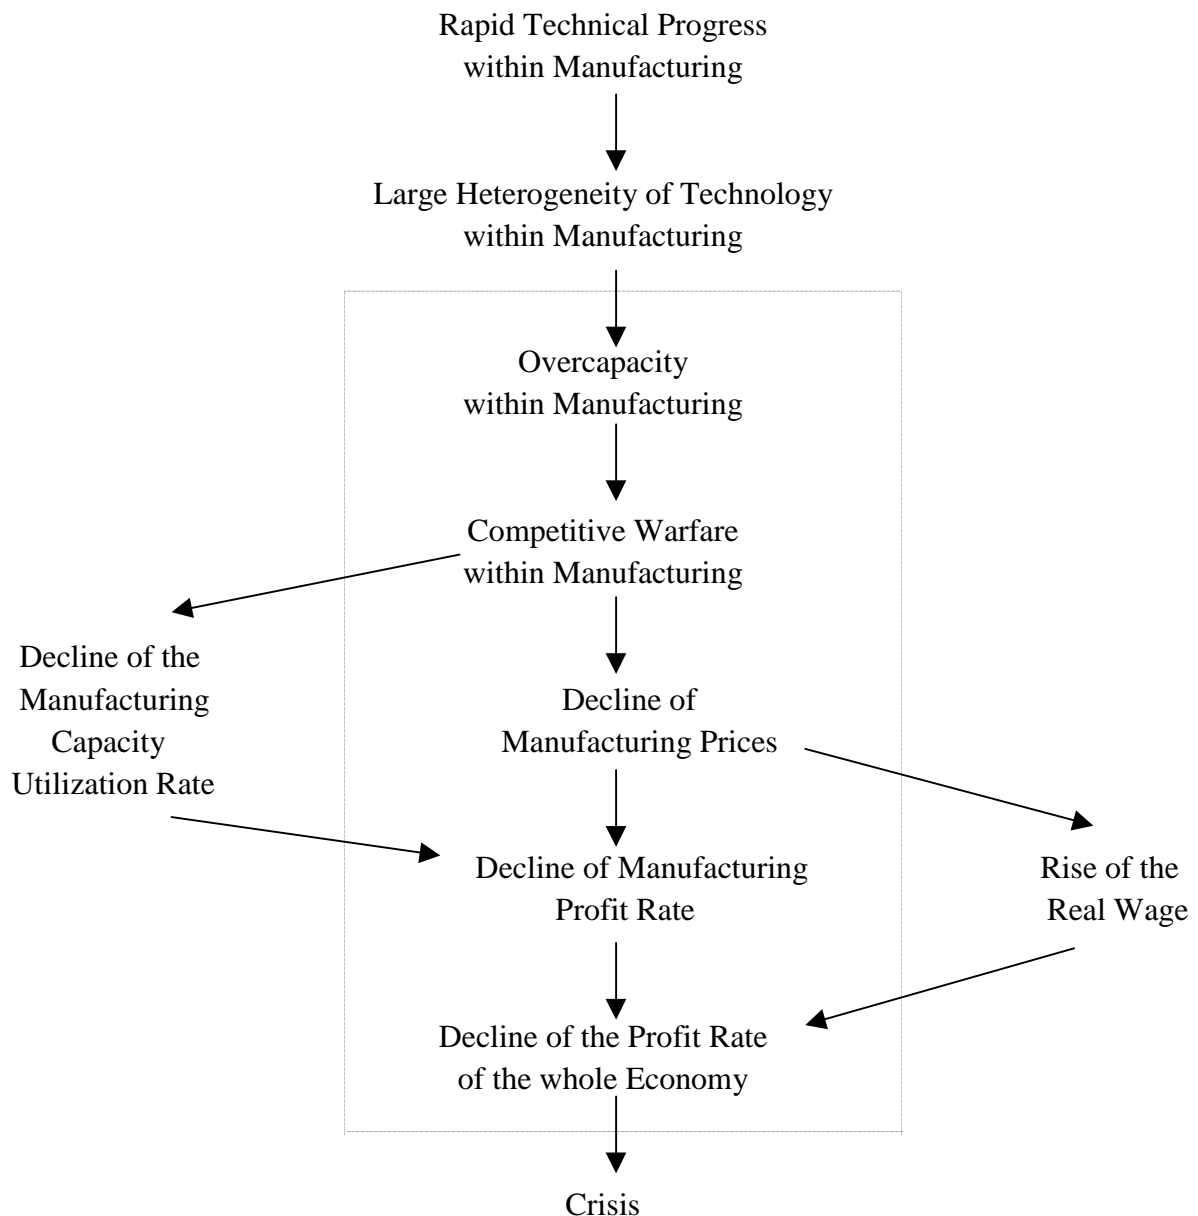 Rapid Technical Progress
within Manufacturing
Large Heterogeneity of Technology
within Manufacturing
Overcapacity
within Manufacturing
Competitive Warfare
within Manufacturing
Decline of the
Manufacturing
Capacity
Utilization Rate
Decline of
Manufacturing Prices
Decline of Manufacturing
Profit Rate
Rise of the
Real Wage
Decline of the Profit Rate
of the whole Economy
Crisis